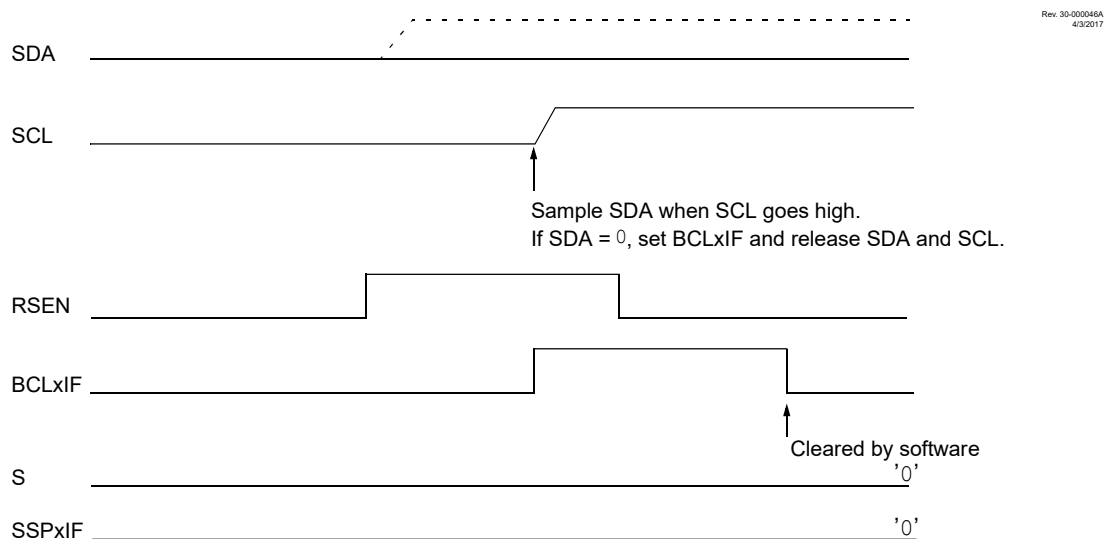 Rev. 30-000046A
4/3/2017
SDA
SCL
Sample SDA when SCL goes high.
If SDA = 0, set BCLxIF and release SDA and SCL.
RSEN
BCLxIF
Cleared by software
S
'0'
SSPxIF
'0'